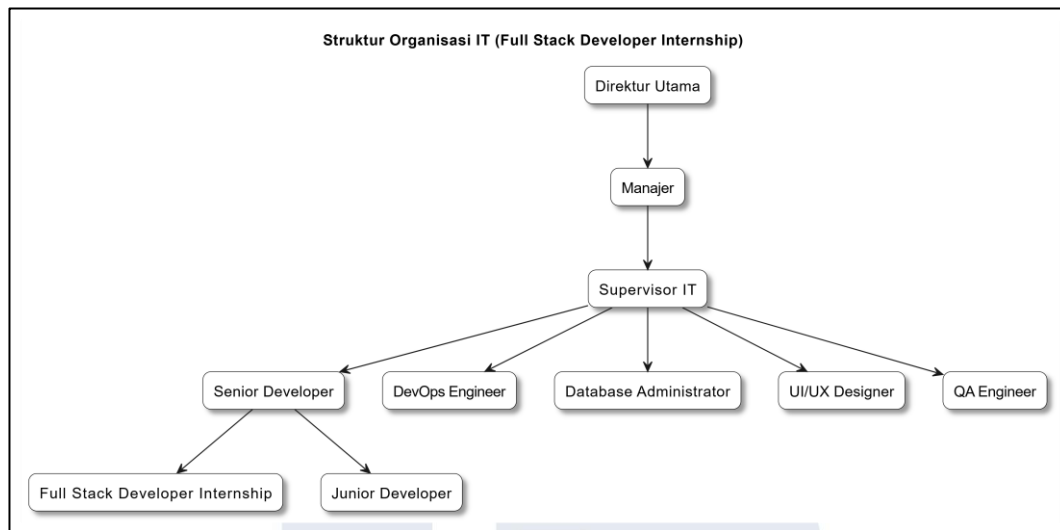 Struktur Organisasi IT (Full Stack Developer Internship)
Direktur Utama
Manajer
Supervisor IT
Senior Developer
DevOps Engineer
Database Administrator
UI/UX Designer
QA Engineer
Full Stack Developer Internship
Junior Developer